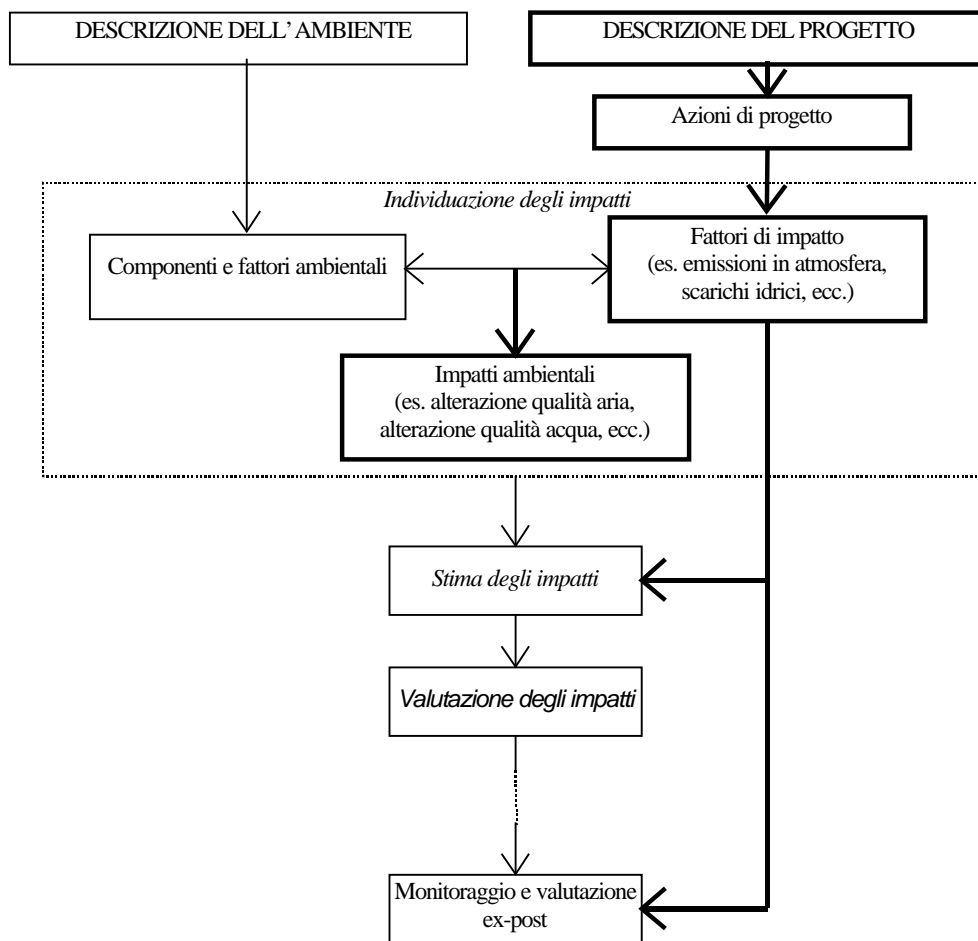 DESCRIZIONE DELL'AMBIENTE
DESCRIZIONE DEL PROGETTO
Azioni di progetto
Individuazione degli impatti
Componenti e fattori ambientali
Fattori di impatto
(es. emissioni in atmosfera,
scarichi idrici, ecc.)
Impatti ambientali
(es. alterazione qualità aria,
alterazione qualità acqua, ecc.)
Stima degli impatti
Valutazione degli impatti
Monitoraggio e valutazione
ex-post